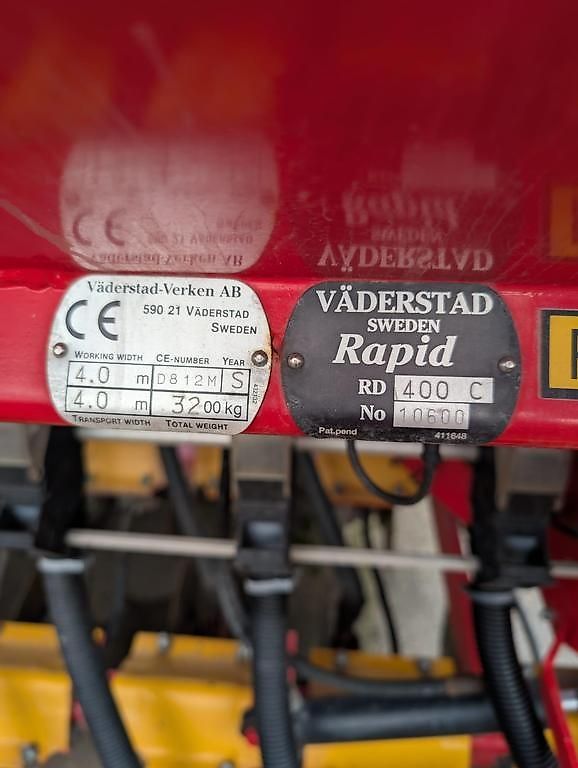 Väderstad-Verken AB
CE
590 21 VÄDERSTAD
SWEDEN
WORKING WIDTH CE-NUMBER YEAR
4.0 m D812M S
4.0 m 3200 kg
TRANSPORT WIDTH TOTAL WEIGHT
VÄDERSTAD
SWEDEN
Rapid
RD 400 C
No 10600
Pat.pend 411648